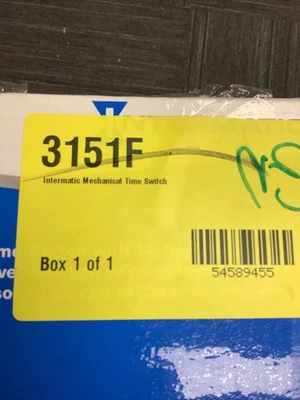 3151F
Intermatic Mechanical Time Switch
Box 1 of 1
54589455